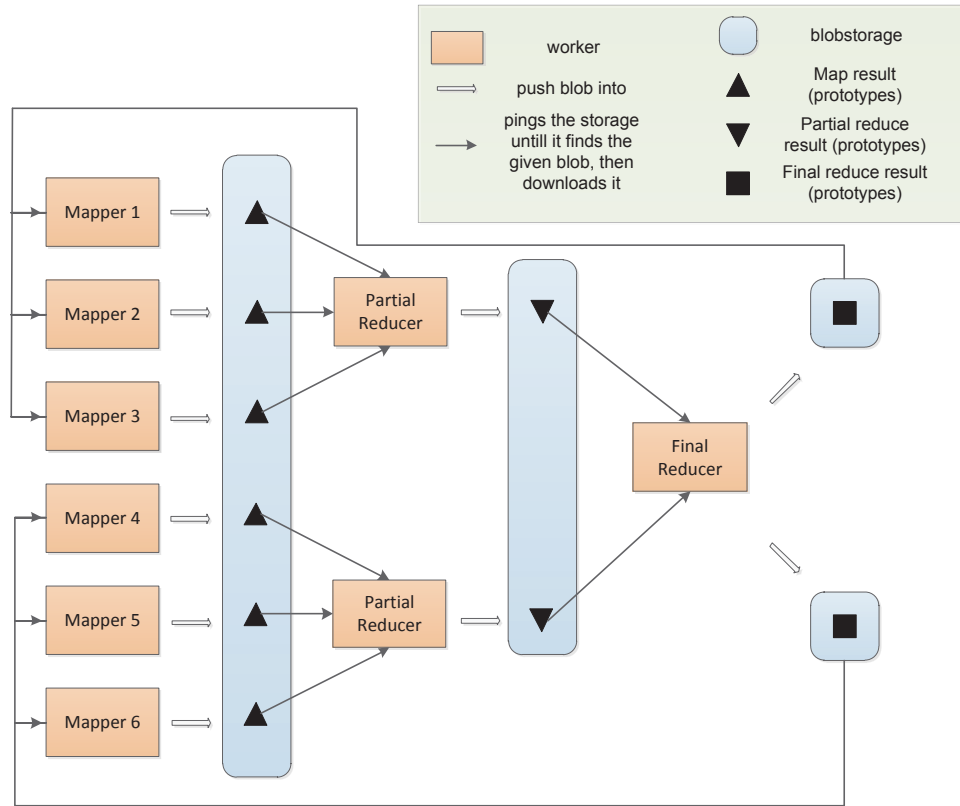 worker
push blob into
pings the storage
untill it finds the
given blob, then
downloads it
blobstorage
Map result
(prototypes)
Partial reduce
result (prototypes)
Final reduce result
(prototypes)
Mapper 1
Mapper 2
Mapper 3
Mapper 4
Mapper 5
Mapper 6
Partial
Reducer
Partial
Reducer
Final
Reducer